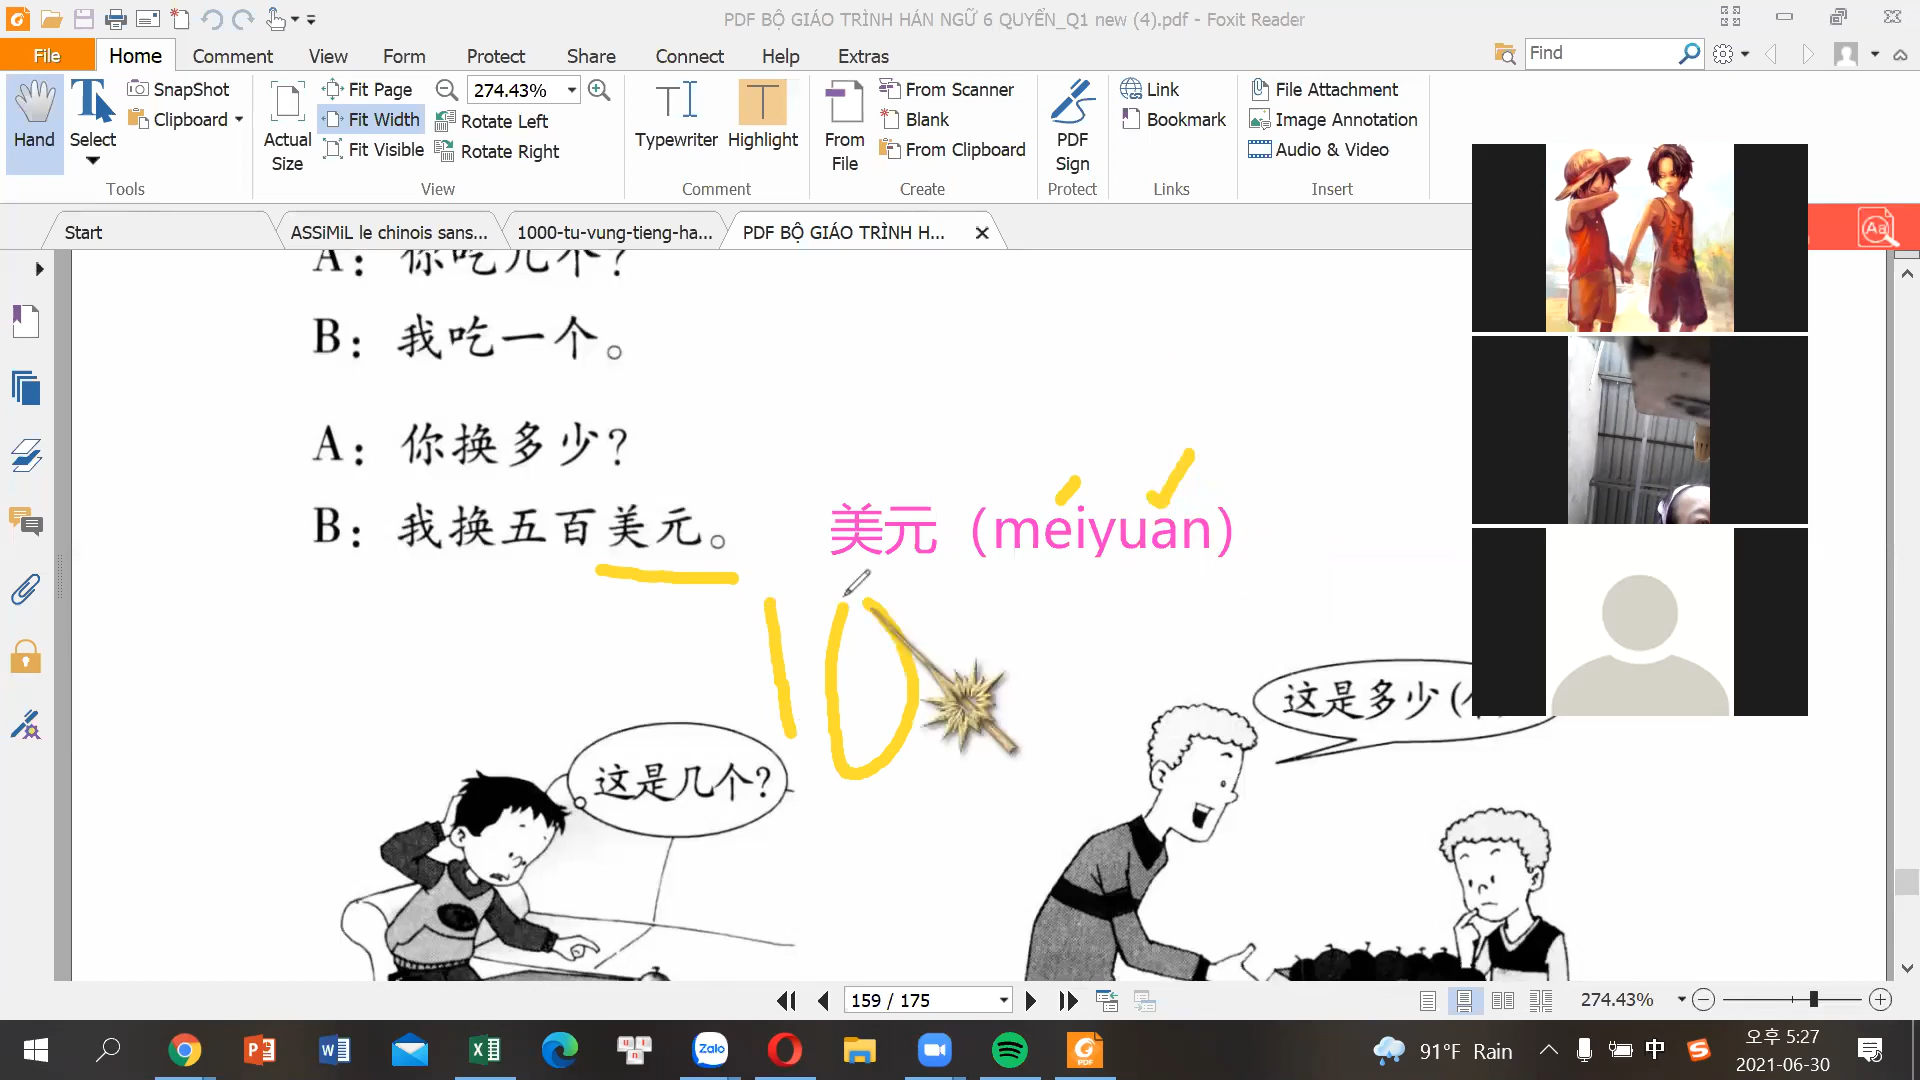 PDF BỘ GIÁO TRÌNH HÁN NGỮ 6 QUYỂN_Q1 new (4).pdf - Foxit Reader
File Home Comment View Form Protect Share Connect Help Extras Find
Hand
Select
SnapShot
Clipboard
Tools
Actual Size
Fit Page
Fit Width
Fit Visible
274.43%
Rotate Left
Rotate Right
View
Typewriter
Highlight
Comment
From File
From Scanner
Blank
From Clipboard
Create
PDF Sign
Protect
Link
Bookmark
Links
File Attachment
Image Annotation
Audio & Video
Insert
Start
ASSiMiL le chinois sans...
1000-tu-vung-tieng-ha...
PDF BỘ GIÁO TRÌNH H...
A：你吃几个？
B：我吃一个。
A：你换多少？
B：我换五百美元。
美元（meiyuan）
10
这是几个？
这是多少(
159 / 175
274.43%
Zalo
91°F Rain
中
오후 5:27
2021-06-30